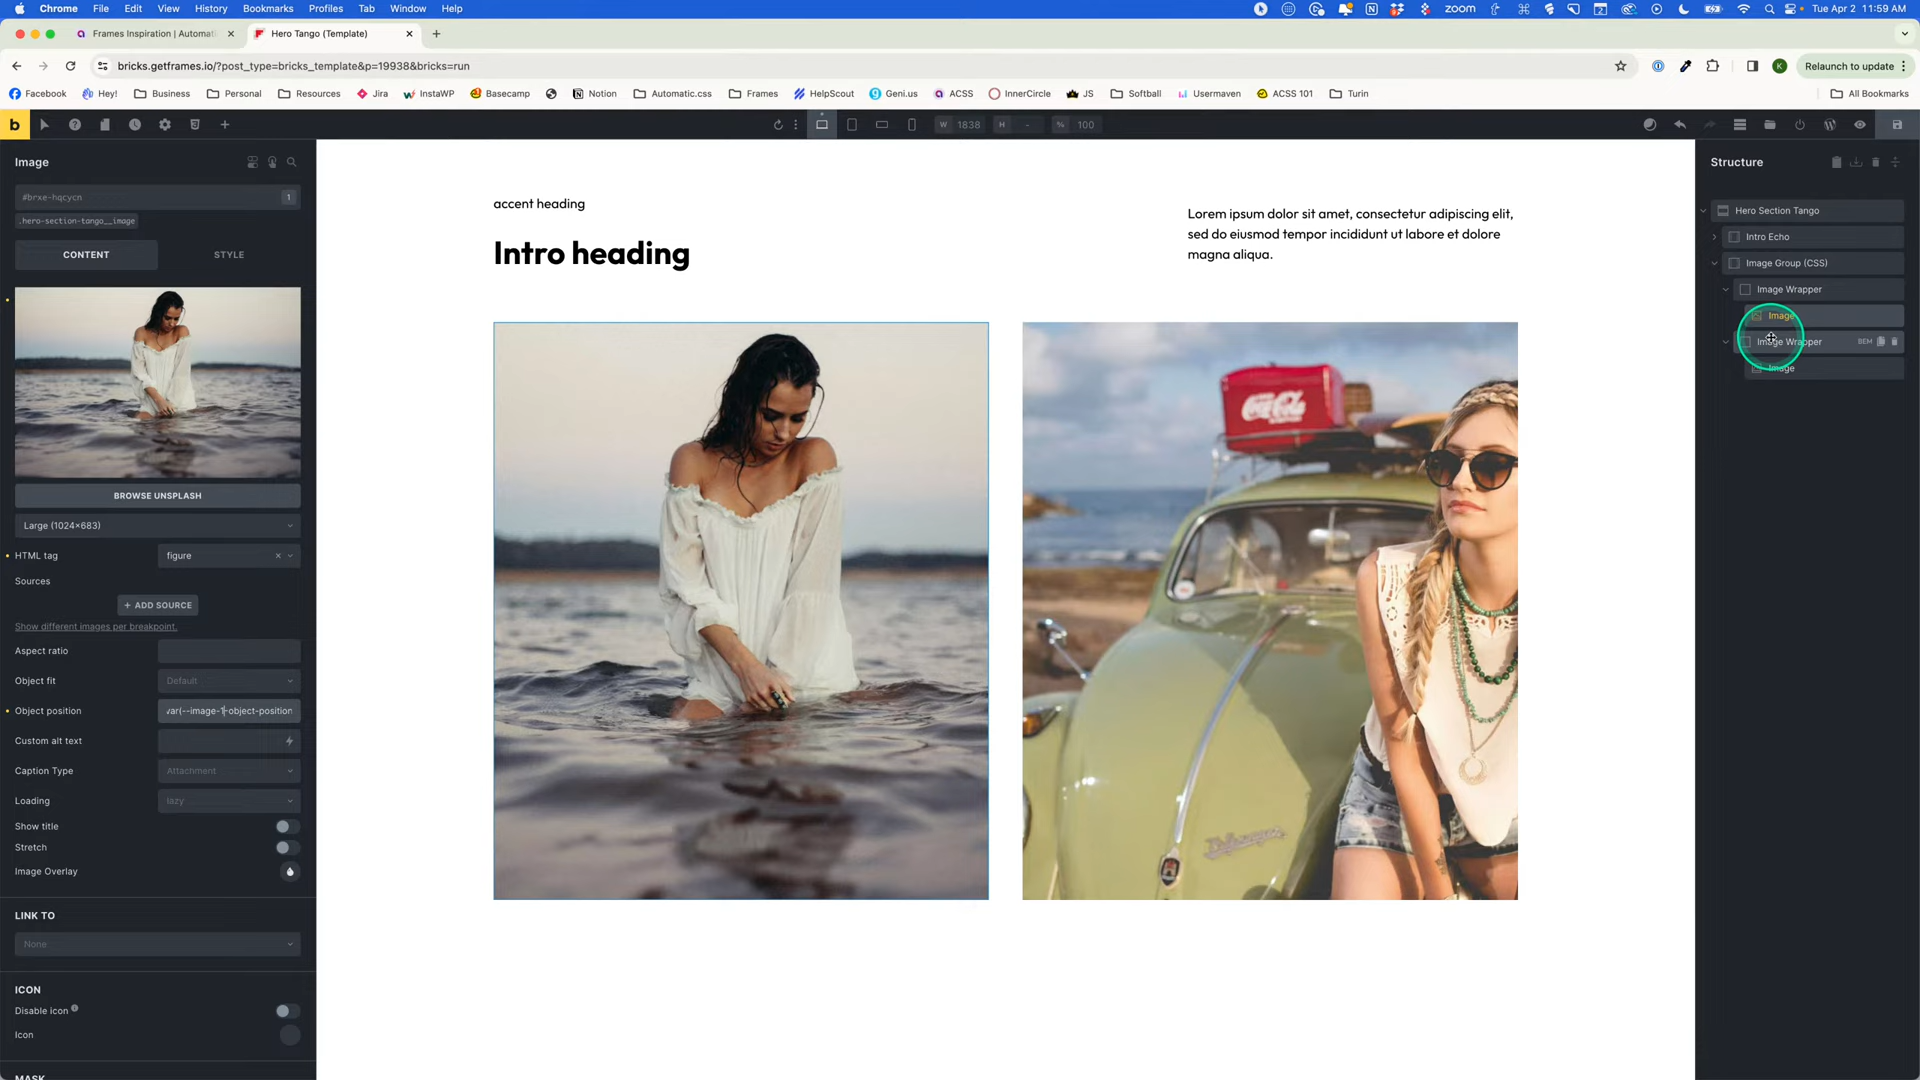 Chrome File Edit View History Bookmarks Profiles Tab Window Help
zoom
Tue Apr 2 11:59 AM
Frames Inspiration | Automati
Hero Tango (Template)
bricks.getframes.io/?post_type=bricks_template&p=19938&bricks=run
Relaunch to update
Facebook Hey! Business Personal Resources Jira InstaWP Basecamp Notion Automatic.css Frames HelpScout Geni.us ACSS InnerCircle JS Softball Usermaven ACSS 101 Turin All Bookmarks
b
W 1838 H - % 100
Image
#brxe-hqcycn 1
.hero-section-tango__image
CONTENT STYLE
BROWSE UNSPLASH
Large (1024×683)
HTML tag figure
Sources
+ ADD SOURCE
Show different images per breakpoint.
Aspect ratio
Object fit Default
Object position var(--image-1-object-position
Custom alt text
Caption Type Attachment
Loading lazy
Show title
Stretch
Image Overlay
LINK TO
None
ICON
Disable icon
Icon
MASK
accent heading
Intro heading
Lorem ipsum dolor sit amet, consectetur adipiscing elit,
sed do eiusmod tempor incididunt ut labore et dolore
magna aliqua.
Coca-Cola
Volkswagen
Structure
Hero Section Tango
Intro Echo
Image Group (CSS)
Image Wrapper
Image
Image Wrapper BEM
Image